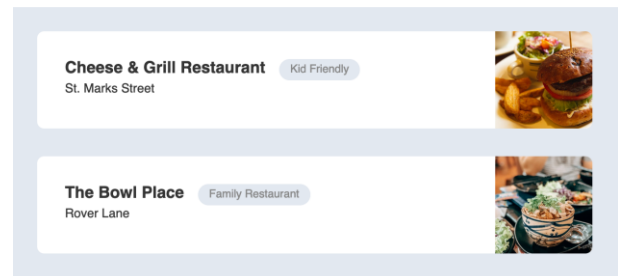 Cheese & Grill Restaurant Kid Friendly
St. Marks Street
The Bowl Place Family Restaurant
Rover Lane